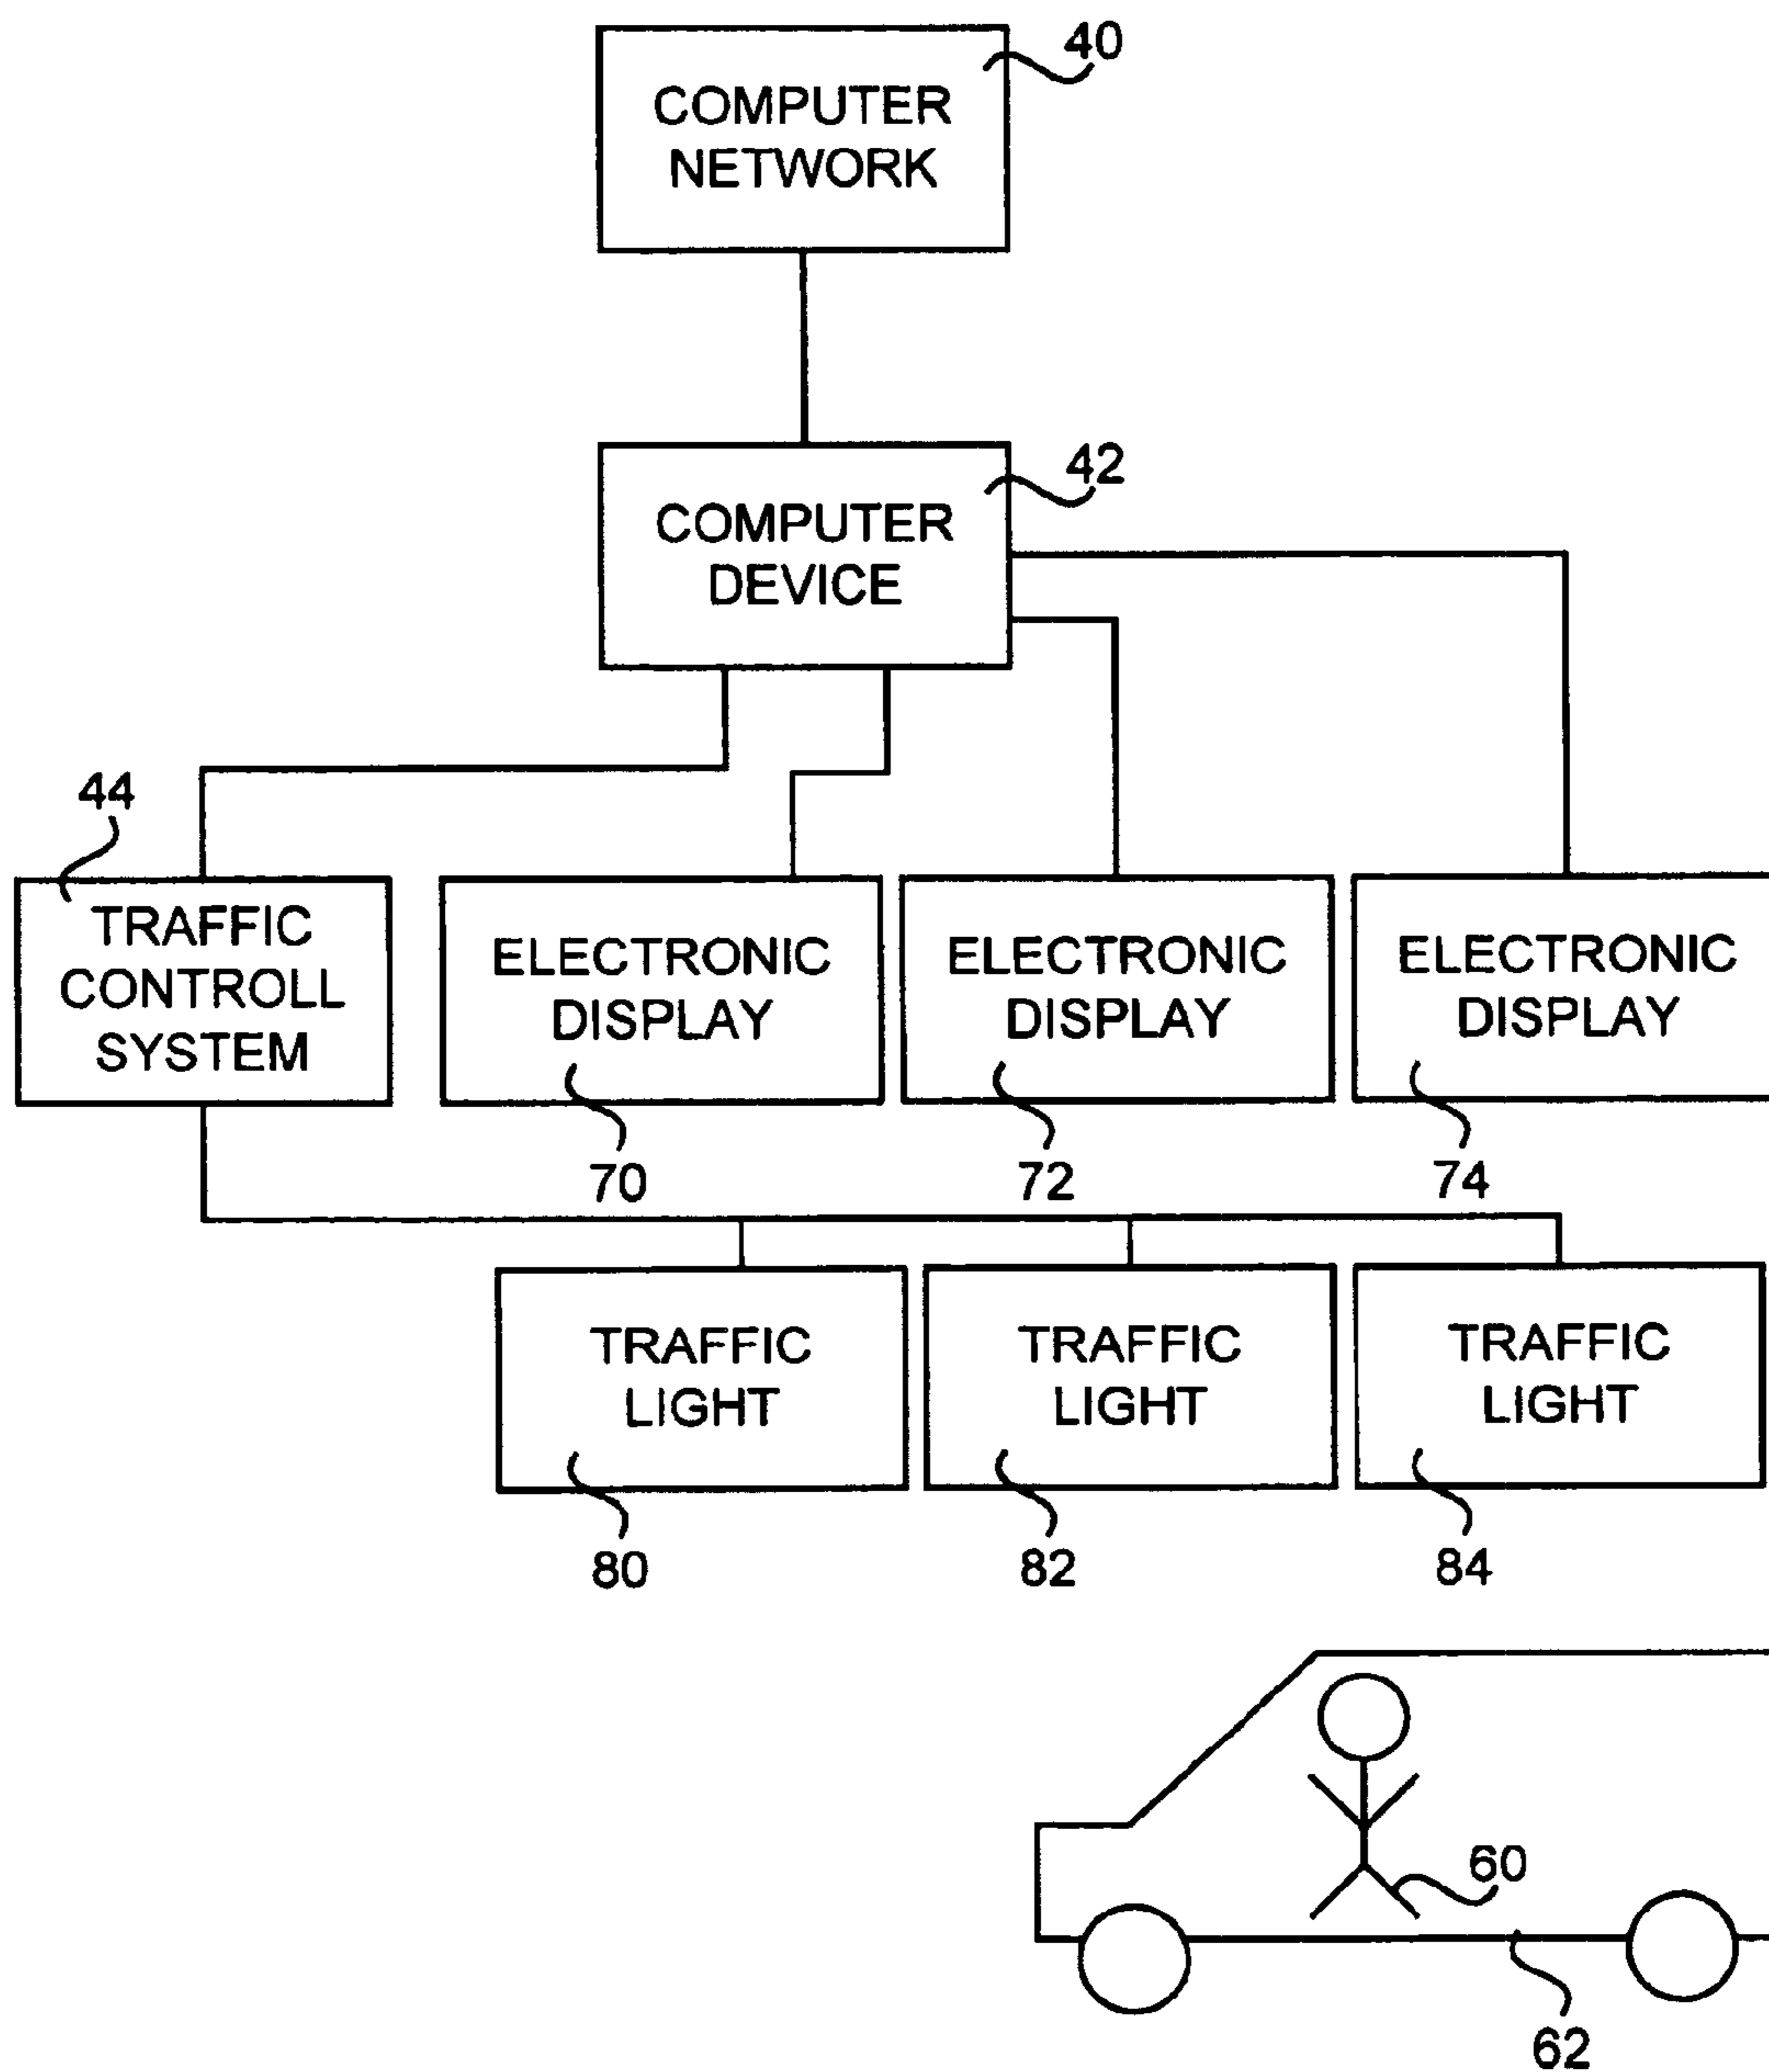 40
COMPUTER
NETWORK
42
COMPUTER
DEVICE
44
TRAFFIC
CONTROLL
SYSTEM
ELECTRONIC
DISPLAY
70
ELECTRONIC
DISPLAY
72
ELECTRONIC
DISPLAY
74
TRAFFIC
LIGHT
80
TRAFFIC
LIGHT
82
TRAFFIC
LIGHT
84
60
62